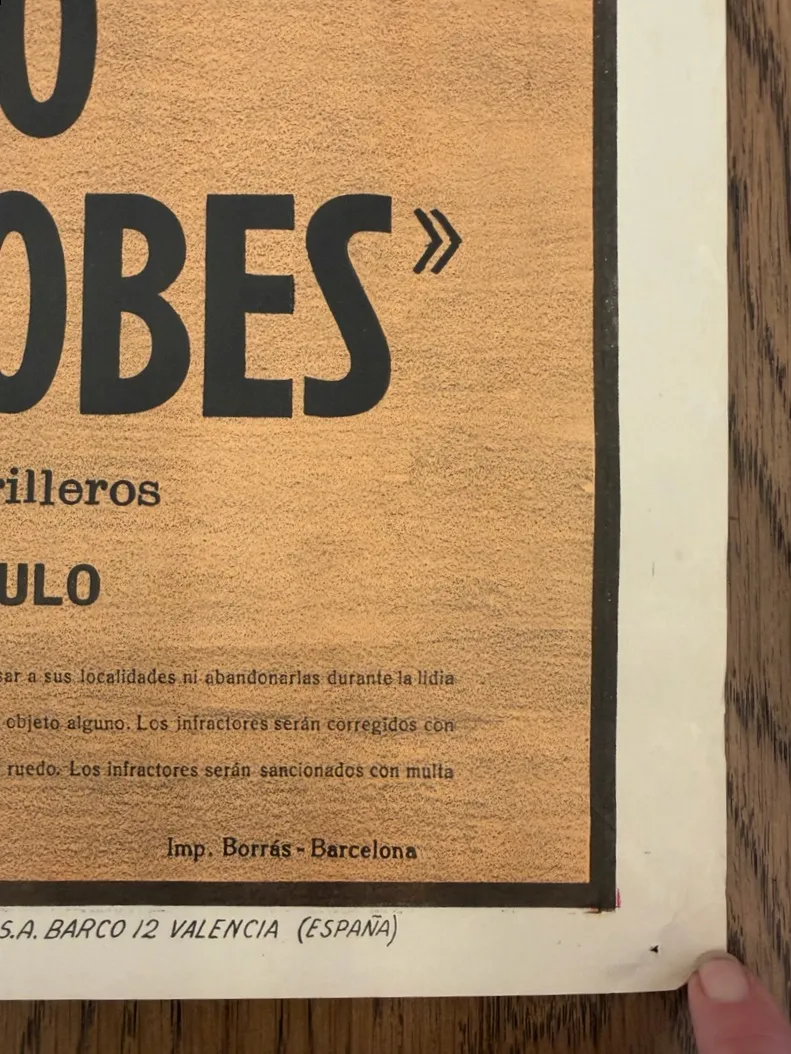 O
OBES»
rilleros
ULO
sar a sus localidades ni abandonarlas durante la lidia
objeto alguno. Los infractores serán corregidos con
ruedo. Los infractores serán sancionados con multa
Imp. Borrás - Barcelona
S.A. BARCO 12 VALENCIA (ESPAÑA)